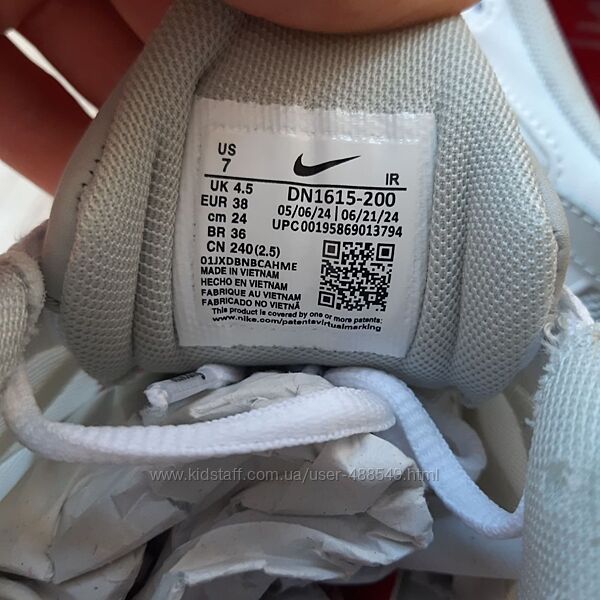 US
7
IR
UK 4.5
EUR 38
cm 24
BR 36
CN 240(2.5)
DN1615-200
05/06/24 | 06/21/24
UPC 00195869013794
01JXDBNBCAHME
MADE IN VIETNAM
HECHO EN VIETNAM
FABRIQUE AU VIETNAM
FABRICADO NO VIETNÃ
This product is covered by one or more patents:
www.nike.com/patentsvirtualmarking
www.kidstaff.com.ua/user-488549.html